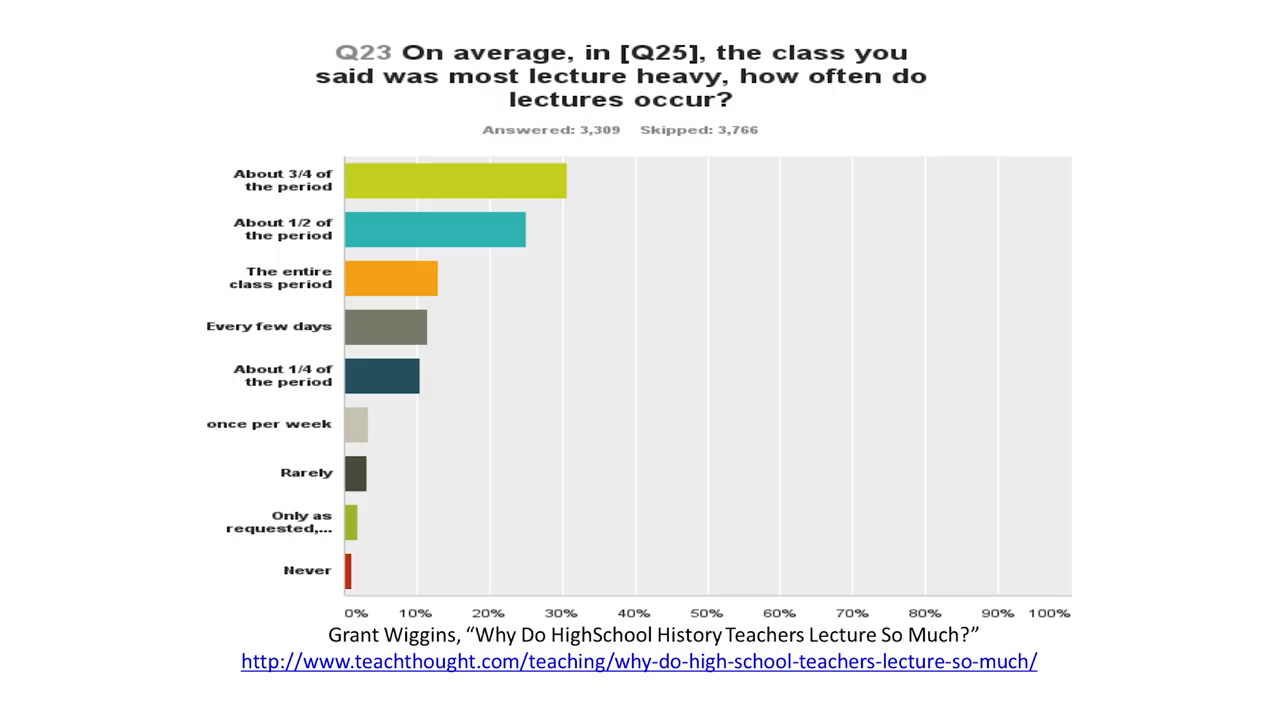 Q23 On average, in [Q25], the class you
said was most lecture heavy, how often do
lectures occur?
Answered: 3,309 Skipped: 3,766
About 3/4 of
the period
About 1/2 of
the period
The entire
class period
Every few days
About 1/4 of
the period
once per week
Rarely
Only as
requested,...
Never
0% 10% 20% 30% 40% 50% 60% 70% 80% 90% 100%
Grant Wiggins, “Why Do HighSchool History Teachers Lecture So Much?”
http://www.teachthought.com/teaching/why-do-high-school-teachers-lecture-so-much/